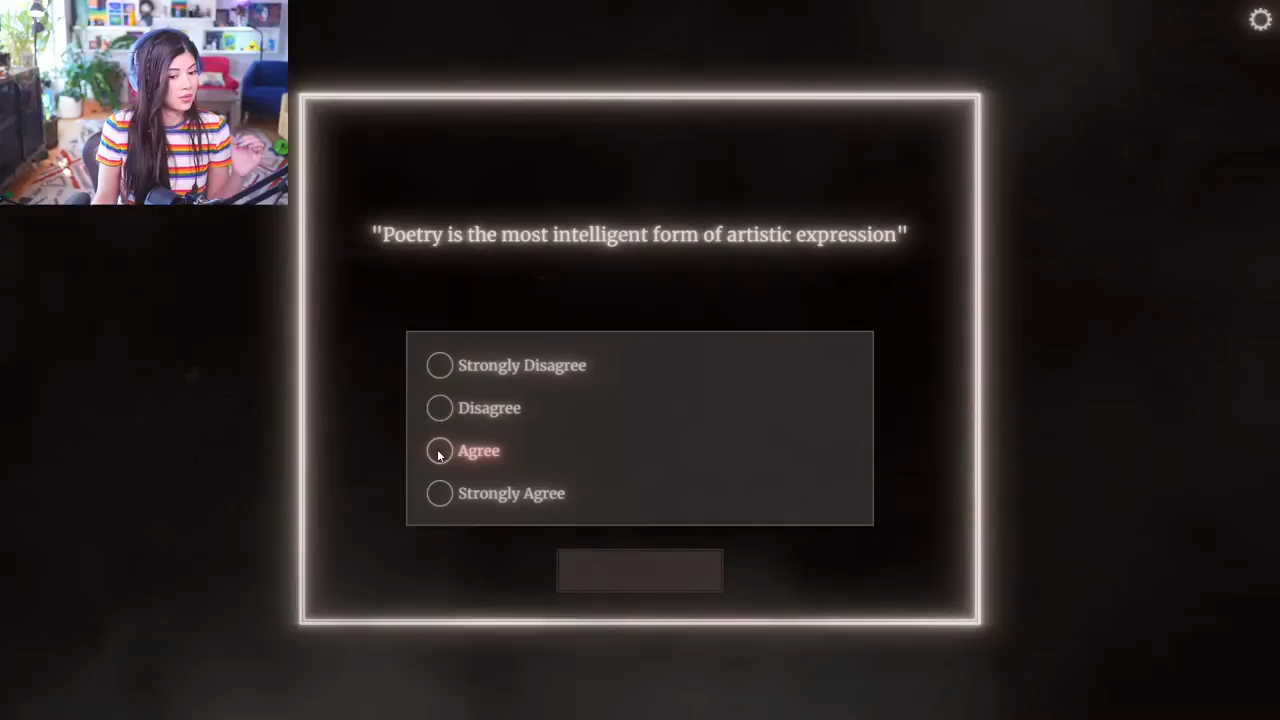 "Poetry is the most intelligent form of artistic expression"
Strongly Disagree
Disagree
Agree
Strongly Agree